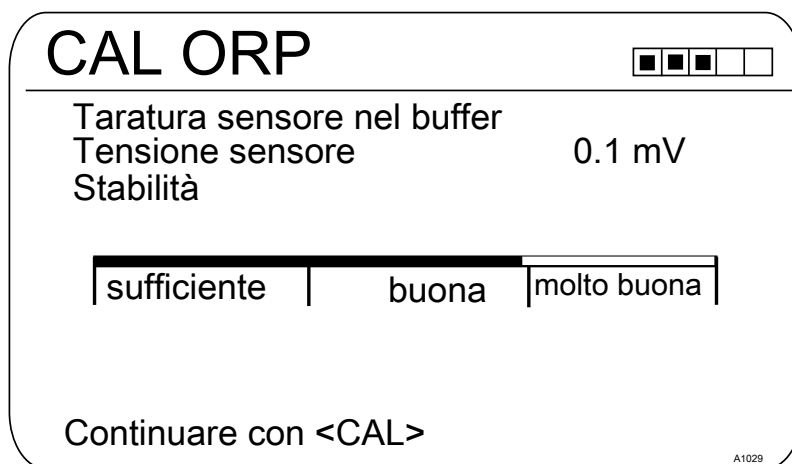 CAL ORP
Taratura sensore nel buffer
Tensione sensore 0.1 mV
Stabilità
sufficiente buona molto buona
Continuare con <CAL>
A1029